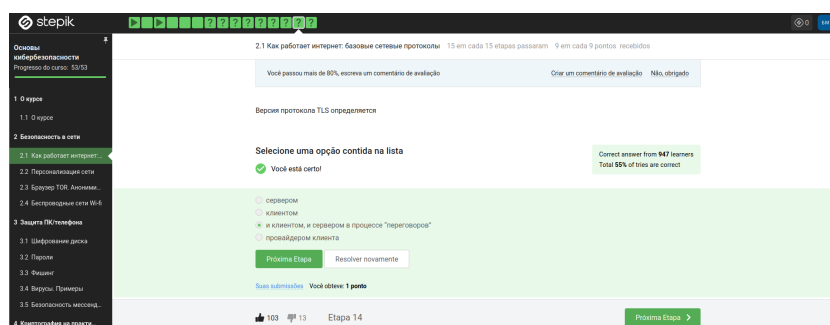 stepik
0
Основы
кибербезопасности
Progresso do curso: 53/53
1 О курсе
1.1 О курсе
2 Безопасность в сети
2.1 Как работает интернет...
2.2 Персонализация сети
2.3 Браузер TOR. Анонимн...
2.4 Беспроводные сети Wi-fi
3 Защита ПК/телефона
3.1 Шифрование диска
3.2 Пароли
3.3 Фишинг
3.4 Вирусы. Примеры
3.5 Безопасность мессенд...
4 Криптография на практи...
2.1 Как работает интернет: базовые сетевые протоколы 15 em cada 15 etapas passaram 9 em cada 9 pontos recebidos
Você passou mais de 80%, escreva um comentário de avaliação Criar um comentário de avaliação Não, obrigado
Версия протокола TLS определяется
Selecione uma opção contida na lista
Você está certo!
Correct answer from 947 learners
Total 55% of tries are correct
сервером
клиентом
и клиентом, и сервером в процессе "переговоров"
провайдером клиента
Próxima Etapa Resolver novamente
Suas submissões Você obteve: 1 ponto
103 13 Etapa 14 Próxima Etapa